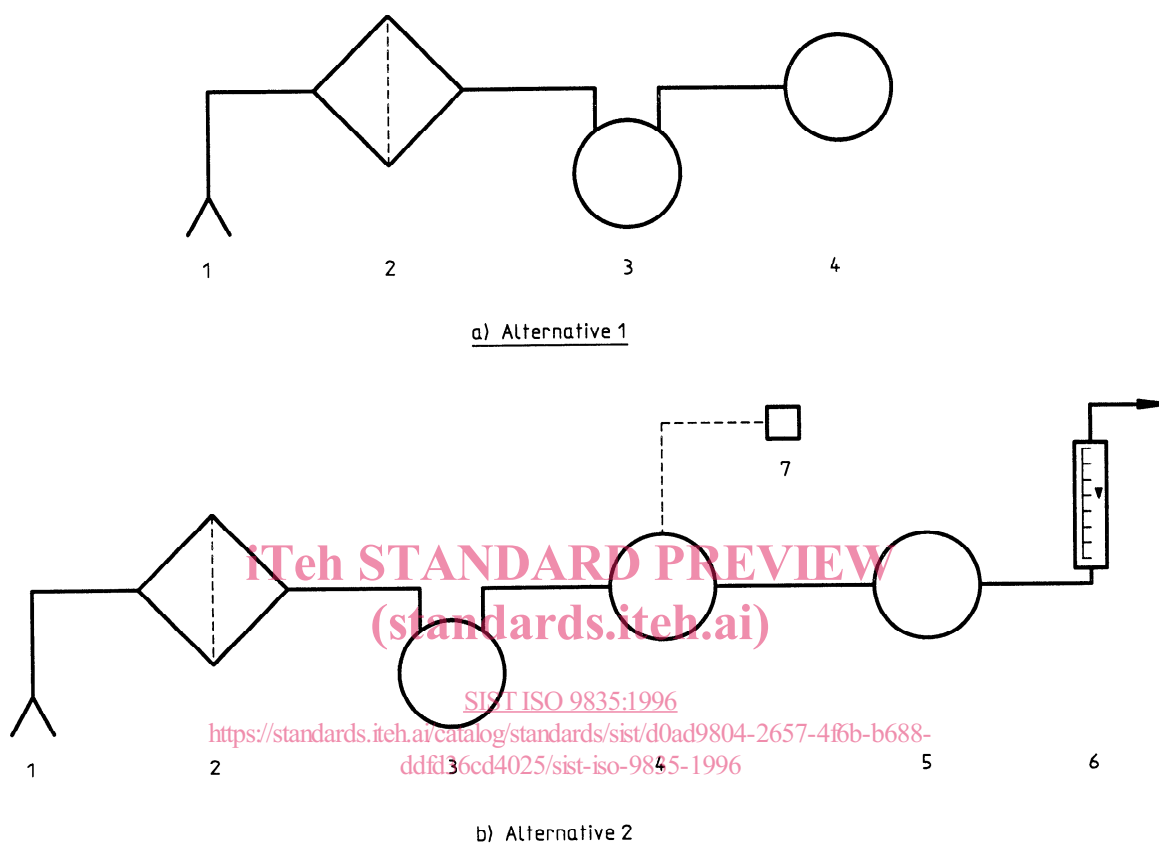 1 2 3 4
a) Alternative 1
7
iTeh STANDARD PREVIEW
(standards.iteh.ai)
SIST ISO 9835:1996
https://standards.iteh.ai/catalog/standards/sist/d0ad9804-2657-4f6b-b688-
ddfd36cd4025/sist-iso-9835-1996
1 2 3 4 5 6
b) Alternative 2